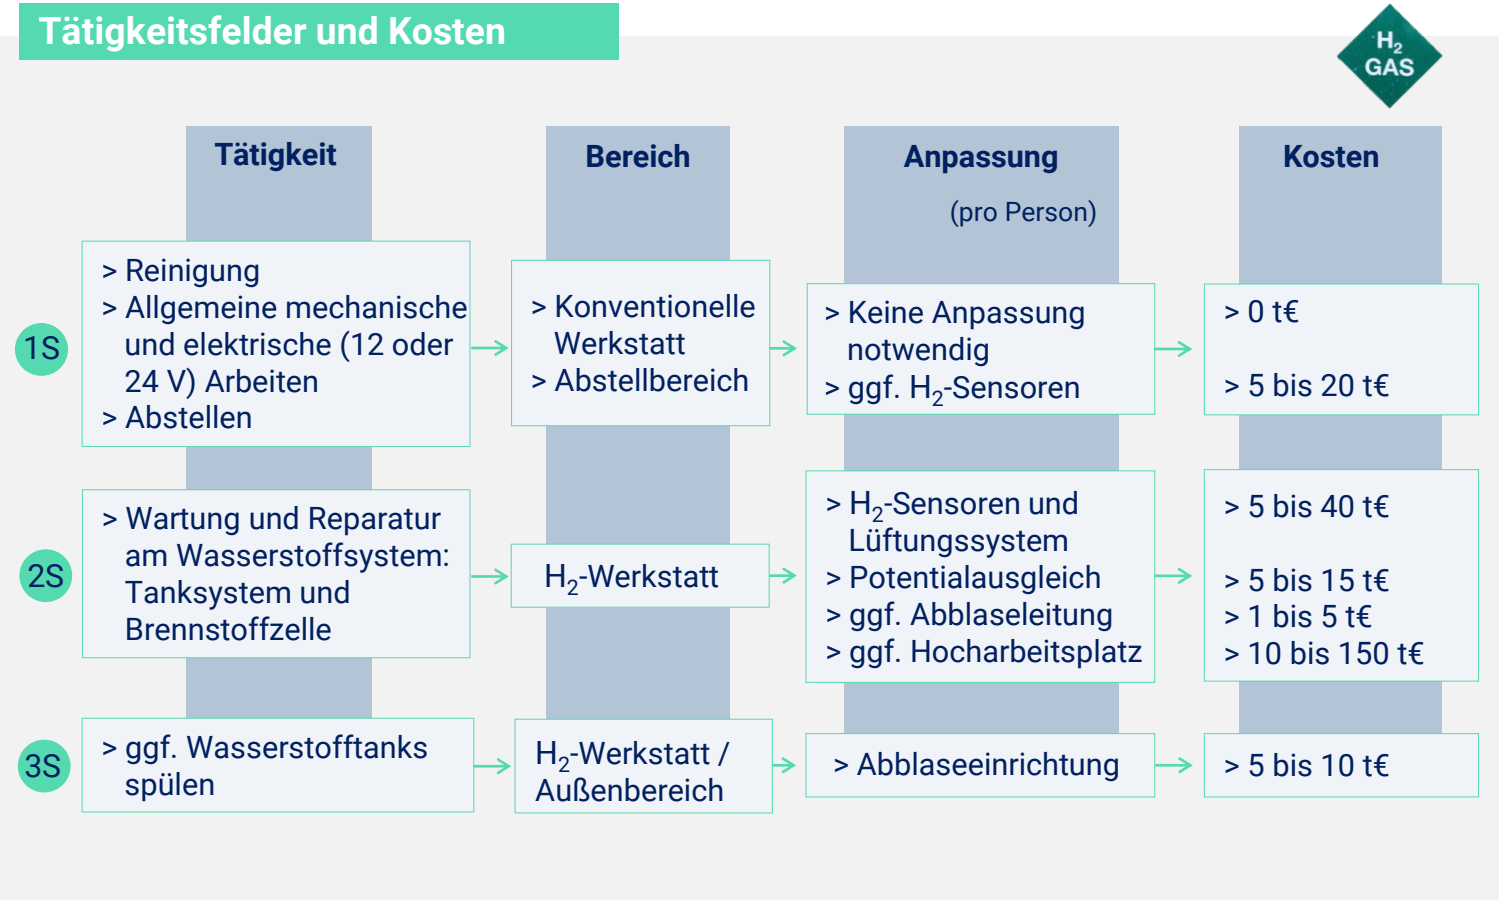 Tätigkeitsfelder und Kosten
H₂
GAS
Tätigkeit
Bereich
Anpassung
(pro Person)
Kosten
1S
> Reinigung
> Allgemeine mechanische
und elektrische (12 oder
24 V) Arbeiten
> Abstellen
> Konventionelle
Werkstatt
> Abstellbereich
> Keine Anpassung
notwendig
> ggf. H₂-Sensoren
> 0 t€
> 5 bis 20 t€
2S
> Wartung und Reparatur
am Wasserstoffsystem:
Tanksystem und
Brennstoffzelle
H₂-Werkstatt
> H₂-Sensoren und
Lüftungssystem
> Potentialausgleich
> ggf. Abblaseleitung
> ggf. Hocharbeitsplatz
> 5 bis 40 t€
> 5 bis 15 t€
> 1 bis 5 t€
> 10 bis 150 t€
3S
> ggf. Wasserstofftanks
spülen
H₂-Werkstatt /
Außenbereich
> Abblaseeinrichtung
> 5 bis 10 t€